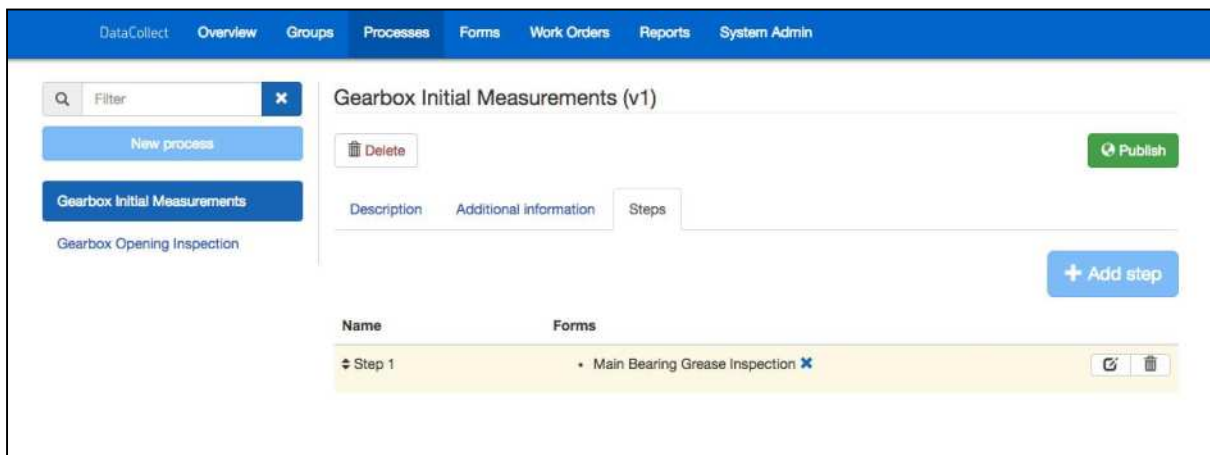 DataCollect Overview Groups Processes Forms Work Orders Reports System Admin
Filter
New process
Gearbox Initial Measurements
Gearbox Opening Inspection
Gearbox Initial Measurements (v1)
Delete
Publish
Description Additional information Steps
Add step
Name Forms
Step 1 • Main Bearing Grease Inspection